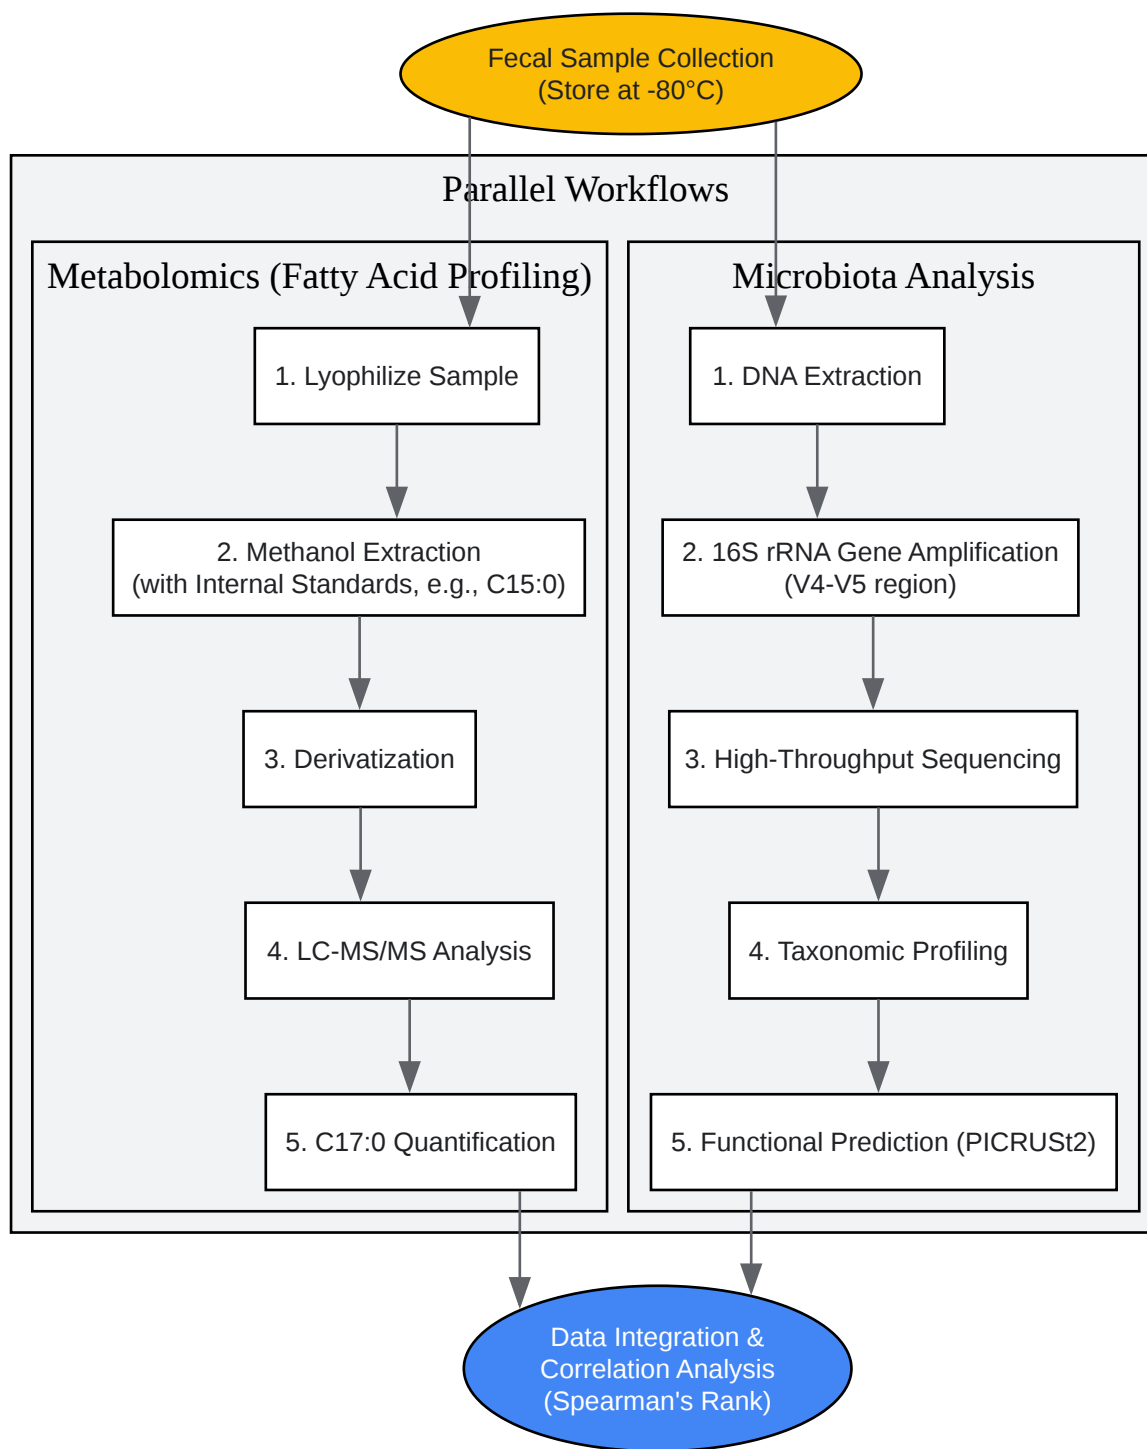 Fecal Sample Collection
(Store at -80°C)
Parallel Workflows
Metabolomics (Fatty Acid Profiling)
1. Lyophilize Sample
2. Methanol Extraction
(with Internal Standards, e.g., C15:0)
3. Derivatization
4. LC-MS/MS Analysis
5. C17:0 Quantification
Microbiota Analysis
1. DNA Extraction
2. 16S rRNA Gene Amplification
(V4-V5 region)
3. High-Throughput Sequencing
4. Taxonomic Profiling
5. Functional Prediction (PICRUSt2)
Data Integration &
Correlation Analysis
(Spearman's Rank)